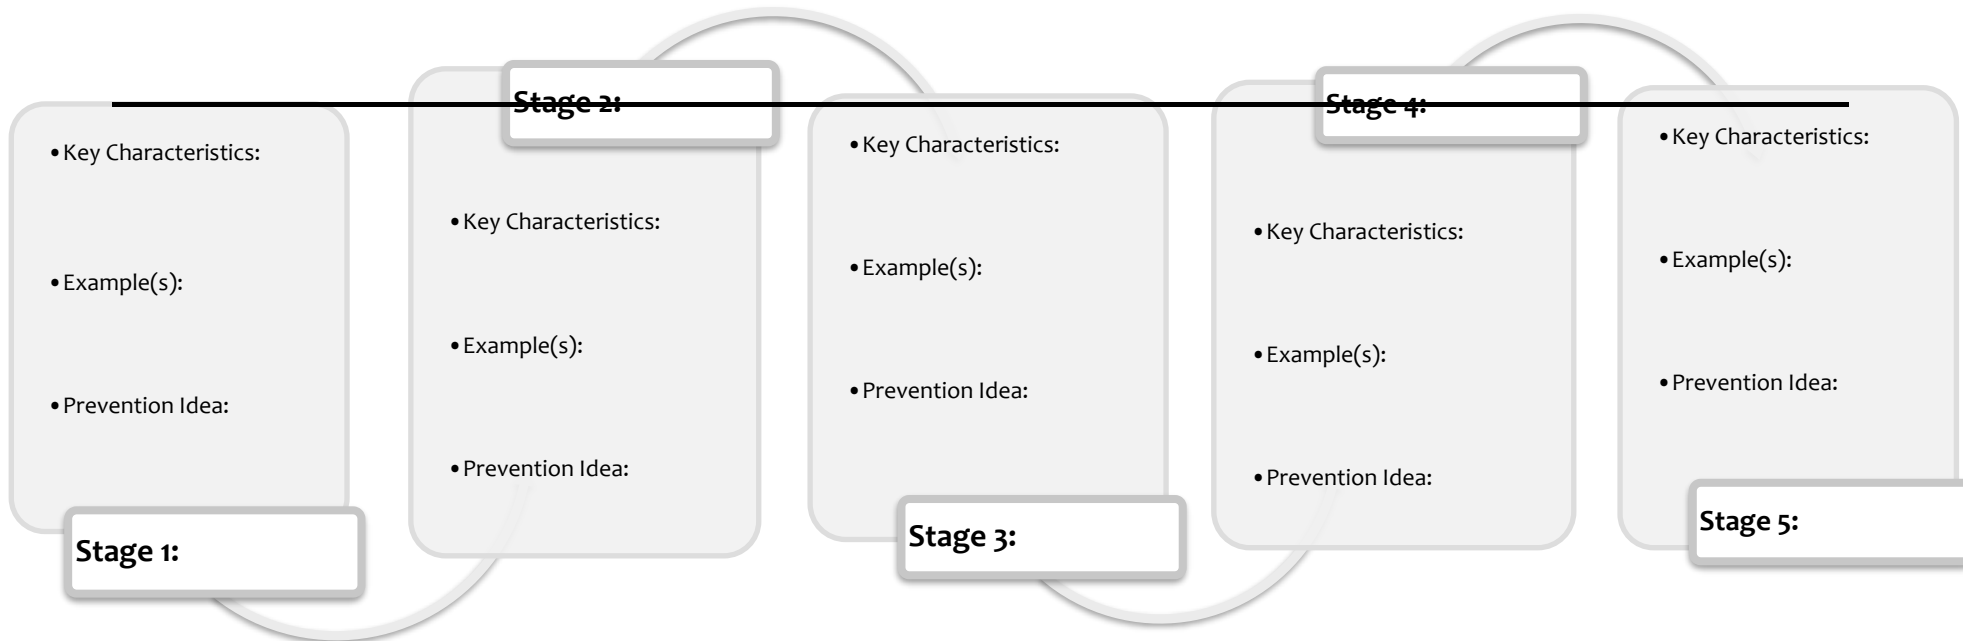 • Key Characteristics:
• Example(s):
• Prevention Idea:
Stage 1:
Stage 2:
• Key Characteristics:
• Example(s):
• Prevention Idea:
• Key Characteristics:
• Example(s):
• Prevention Idea:
Stage 3:
Stage 4:
• Key Characteristics:
• Example(s):
• Prevention Idea:
• Key Characteristics:
• Example(s):
• Prevention Idea:
Stage 5: